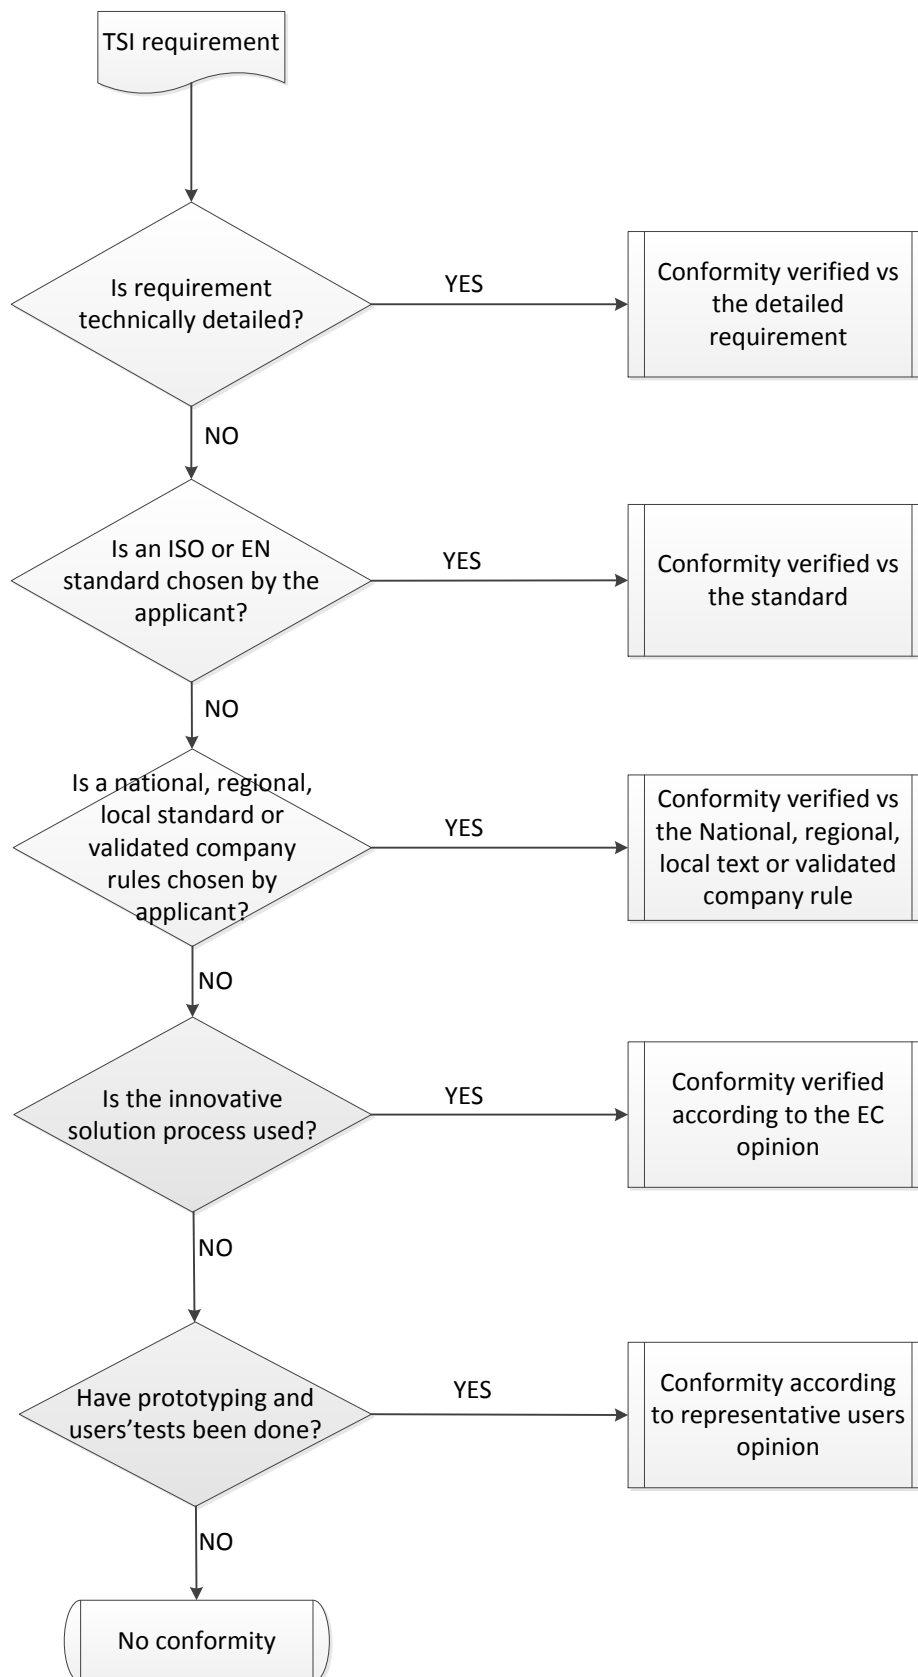 TSI requirement
Is requirement
technically detailed?
YES
Conformity verified vs
the detailed
requirement
NO
Is an ISO or EN
standard chosen by the
applicant?
YES
Conformity verified vs
the standard
NO
Is a national, regional,
local standard or
validated company
rules chosen by
applicant?
YES
Conformity verified vs
the National, regional,
local text or validated
company rule
NO
Is the innovative
solution process used?
YES
Conformity verified
according to the EC
opinion
NO
Have prototyping and
users’tests been done?
YES
Conformity according
to representative users
opinion
NO
No conformity